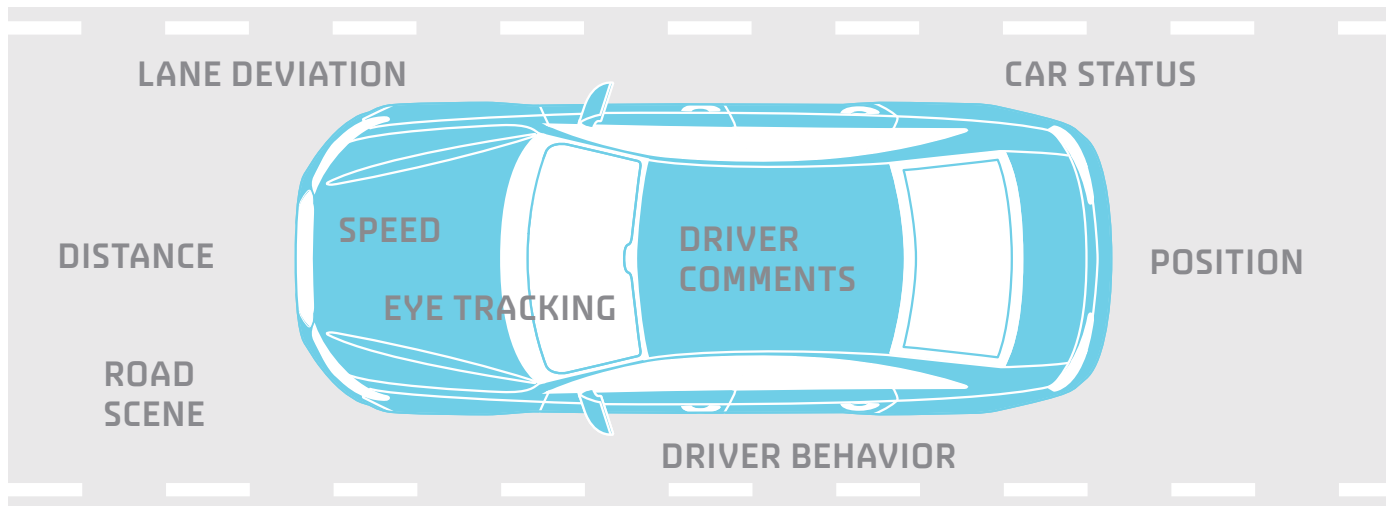 LANE DEVIATION
CAR STATUS
SPEED
DISTANCE
DRIVER
COMMENTS
POSITION
EYE TRACKING
ROAD
SCENE
DRIVER BEHAVIOR